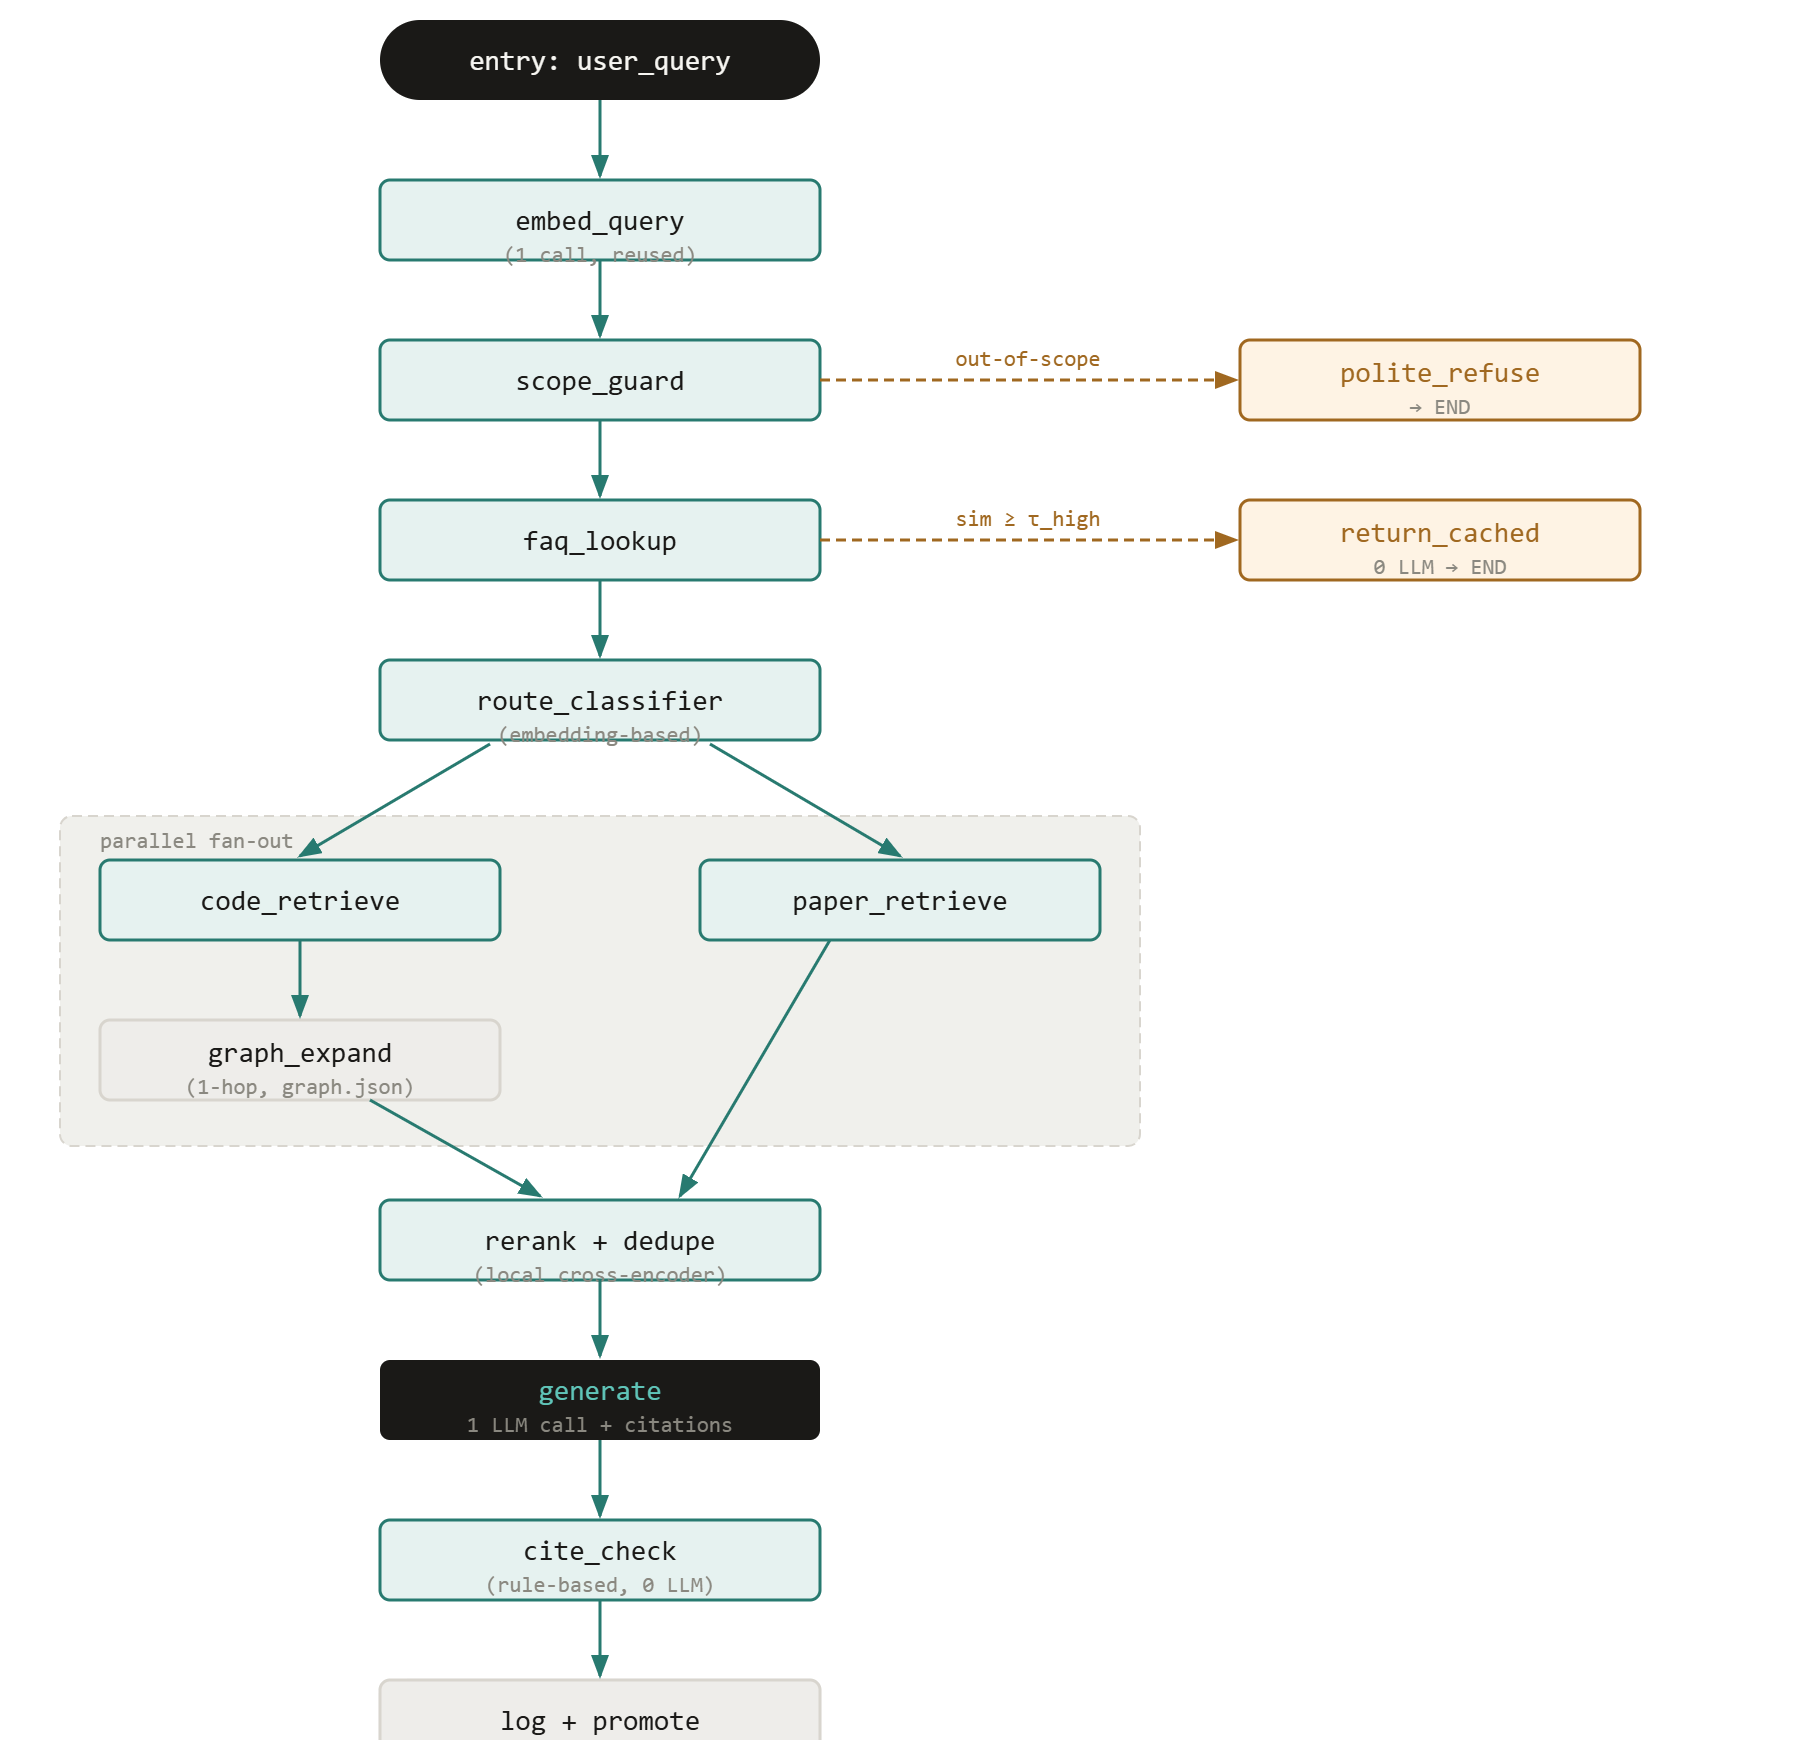 entry: user_query
embed_query
(1 call, reused)
scope_guard
out-of-scope
polite_refuse
→ END
faq_lookup
sim ≥ τ_high
return_cached
0 LLM → END
route_classifier
(embedding-based)
parallel fan-out
code_retrieve
paper_retrieve
graph_expand
(1-hop, graph.json)
rerank + dedupe
(local cross-encoder)
generate
1 LLM call + citations
cite_check
(rule-based, 0 LLM)
log + promote